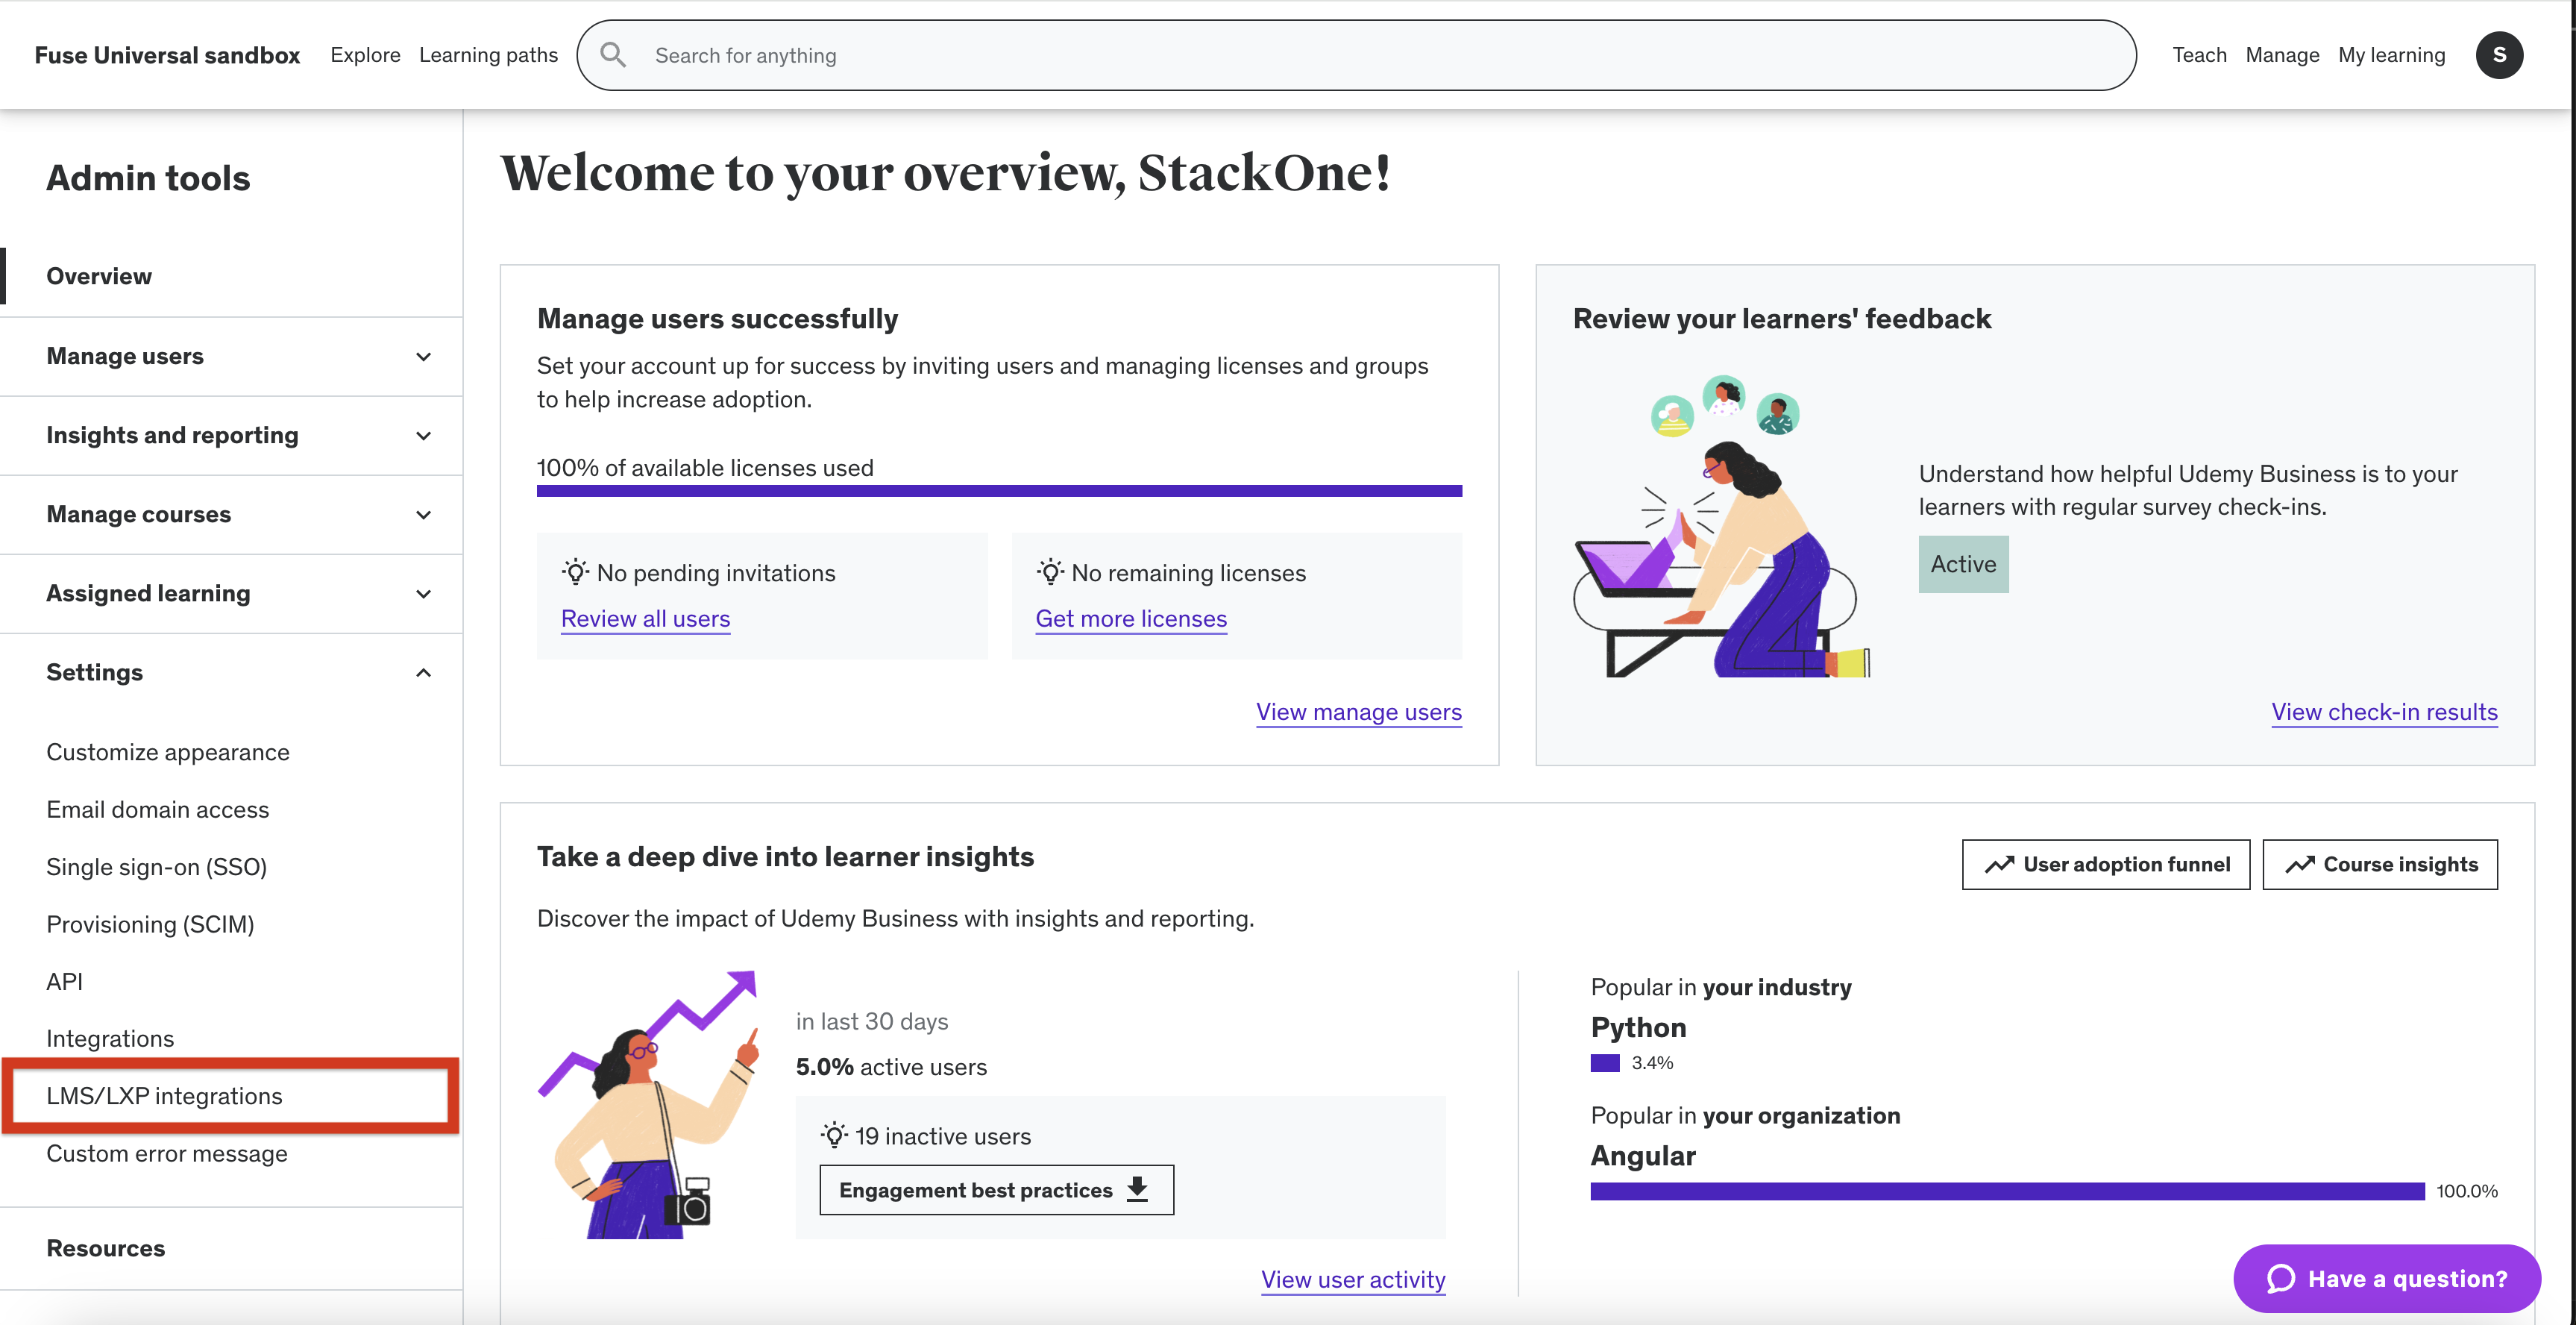 Fuse Universal sandbox
Explore
Learning paths
Search for anything
Teach
Manage
My learning
S
Admin tools
Overview
Manage users
Insights and reporting
Manage courses
Assigned learning
Settings
Customize appearance
Email domain access
Single sign-on (SSO)
Provisioning (SCIM)
API
Integrations
LMS/LXP integrations
Custom error message
Resources
Welcome to your overview, StackOne!
Manage users successfully
Set your account up for success by inviting users and managing licenses and groups
to help increase adoption.
100% of available licenses used
No pending invitations
Review all users
No remaining licenses
Get more licenses
View manage users
Review your learners' feedback
Understand how helpful Udemy Business is to your
learners with regular survey check-ins.
Active
View check-in results
Take a deep dive into learner insights
User adoption funnel
Course insights
Discover the impact of Udemy Business with insights and reporting.
in last 30 days
5.0% active users
19 inactive users
Engagement best practices
View user activity
Popular in your industry
Python
3.4%
Popular in your organization
Angular
100.0%
Have a question?